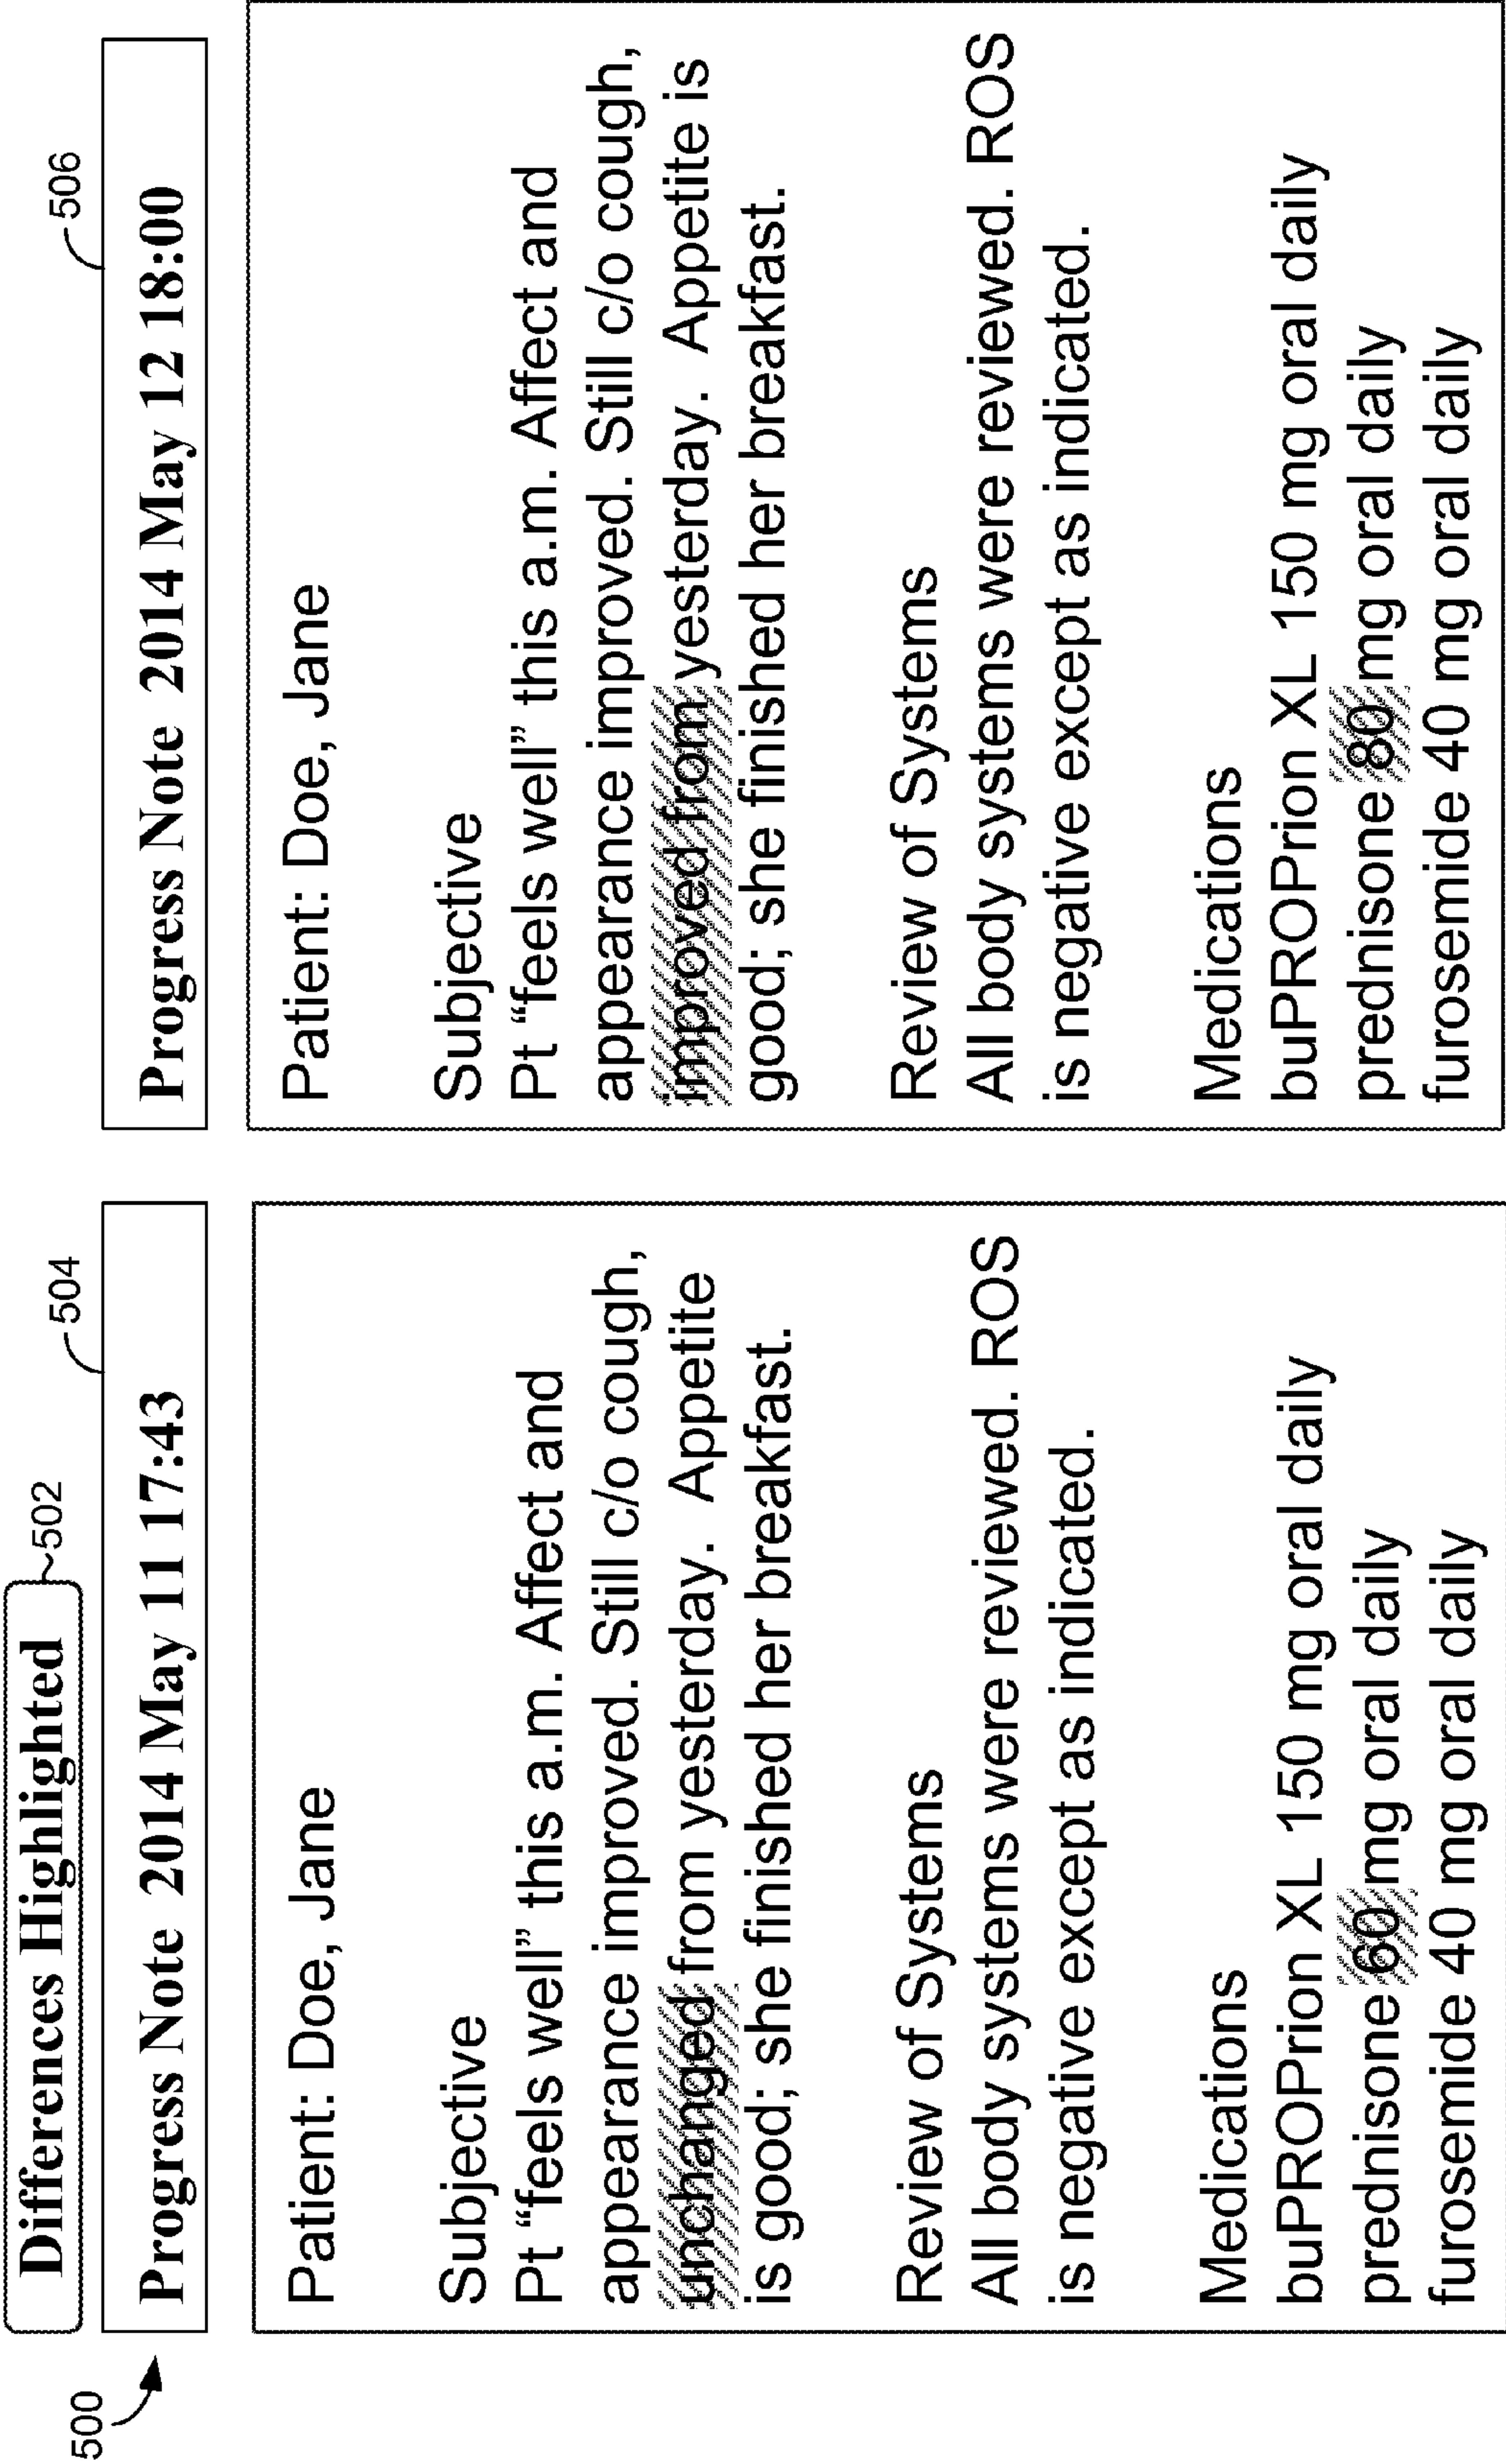 500
Differences Highlighted
502
504
Progress Note 2014 May 11 17:43
Patient: Doe, Jane
Subjective
Pt “feels well” this a.m. Affect and
appearance improved. Still c/o cough,
unchanged from yesterday. Appetite
is good; she finished her breakfast.
Review of Systems
All body systems were reviewed. ROS
is negative except as indicated.
Medications
buPROPrion XL 150 mg oral daily
prednisone 60 mg oral daily
furosemide 40 mg oral daily
506
Progress Note 2014 May 12 18:00
Patient: Doe, Jane
Subjective
Pt “feels well” this a.m. Affect and
appearance improved. Still c/o cough,
improved from yesterday. Appetite is
good; she finished her breakfast.
Review of Systems
All body systems were reviewed. ROS
is negative except as indicated.
Medications
buPROPrion XL 150 mg oral daily
prednisone 80 mg oral daily
furosemide 40 mg oral daily